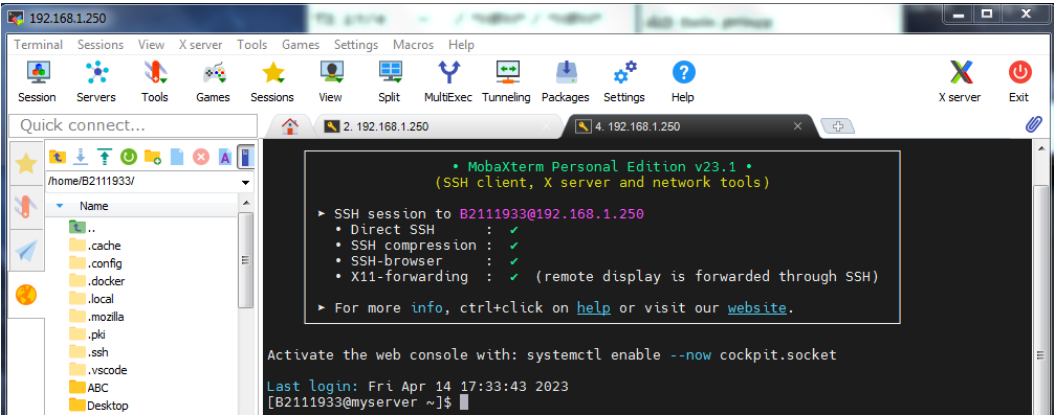 192.168.1.250
Terminal Sessions View X server Tools Games Settings Macros Help
Session Servers Tools Games Sessions View Split MultiExec Tunneling Packages Settings Help X server Exit
Quick connect...
2. 192.168.1.250
4. 192.168.1.250
/home/B2111933/
Name
..
.cache
.config
.docker
.local
.mozilla
.pki
.ssh
.vscode
ABC
Desktop
• MobaXterm Personal Edition v23.1 •
(SSH client, X server and network tools)
➤ SSH session to B2111933@192.168.1.250
• Direct SSH : ✔
• SSH compression : ✔
• SSH-browser : ✔
• X11-forwarding : ✔ (remote display is forwarded through SSH)
➤ For more info, ctrl+click on help or visit our website.
Activate the web console with: systemctl enable --now cockpit.socket
Last login: Fri Apr 14 17:33:43 2023
[B2111933@myserver ~]$